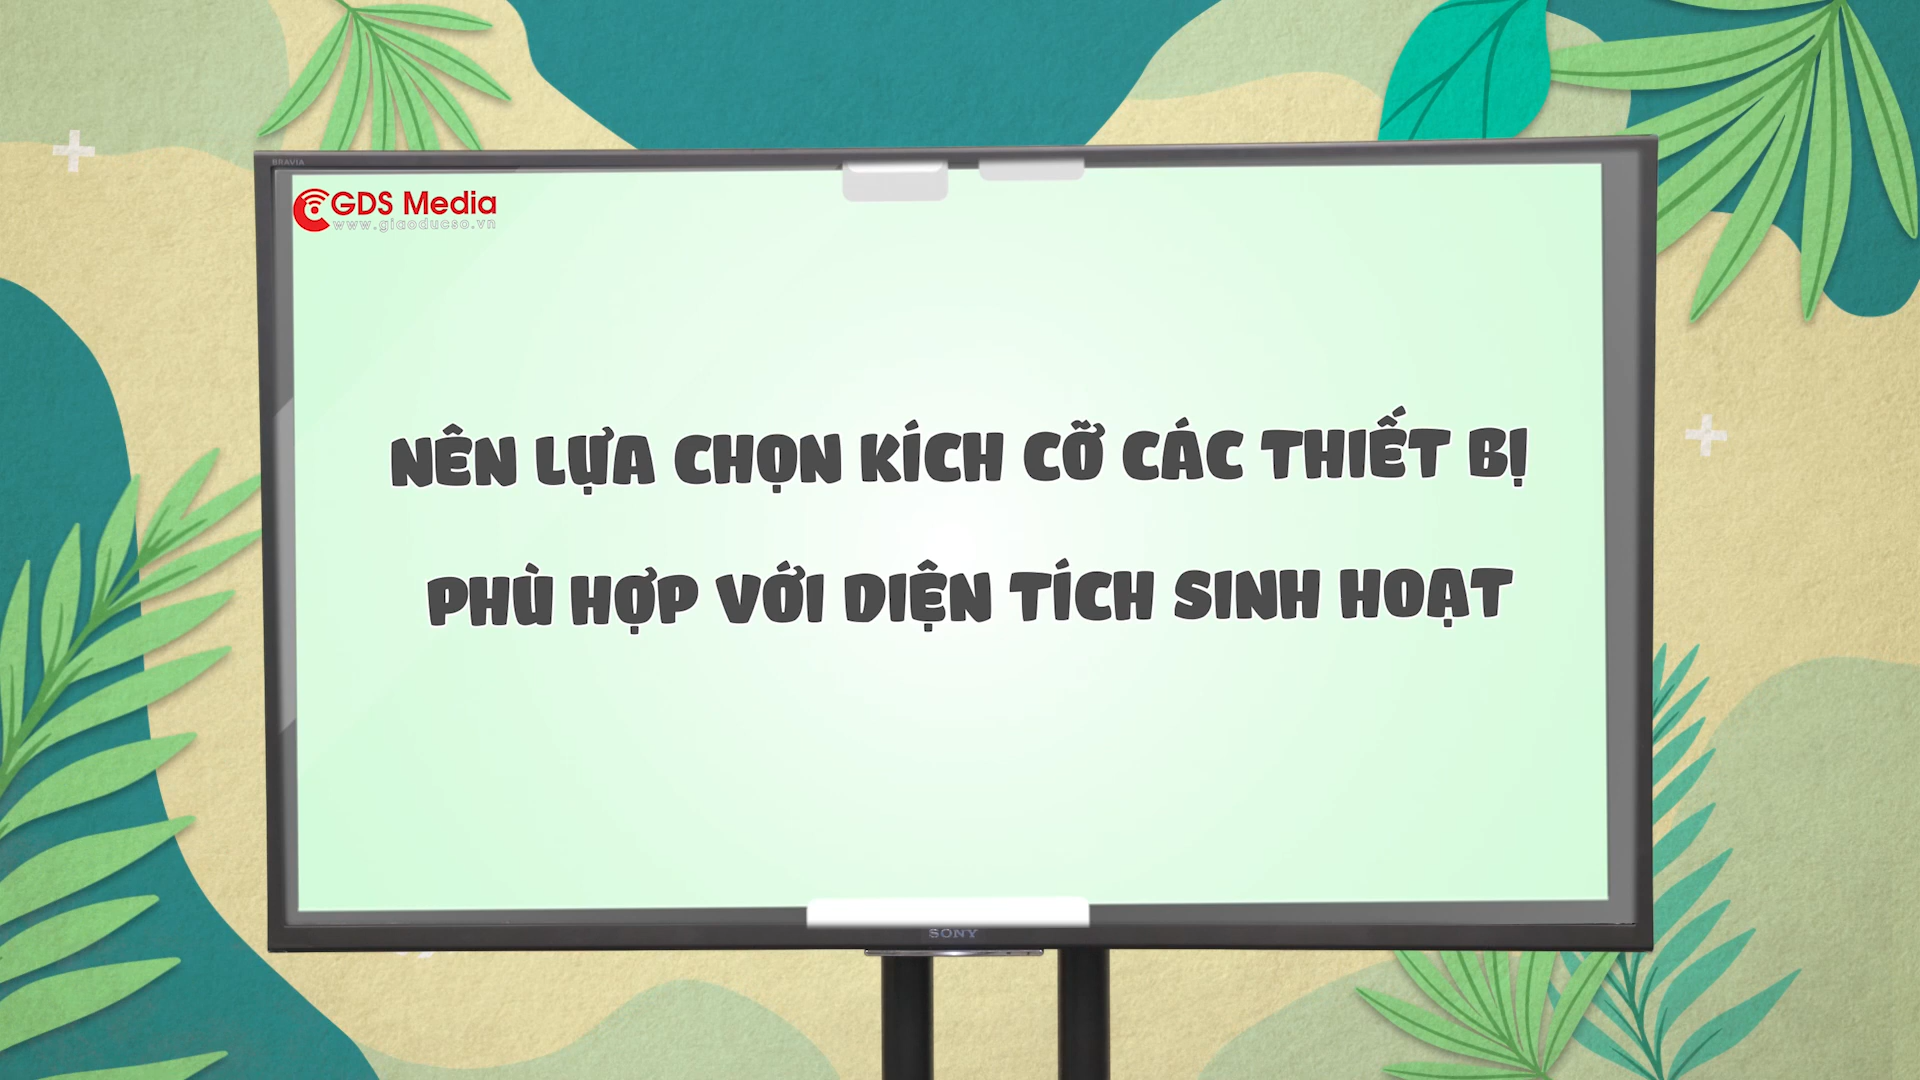 BRAVIA
GDS Media
www.giaoducso.vn
NÊN LỰA CHỌN KÍCH CỠ CÁC THIẾT BỊ
PHÙ HỢP VỚI DIỆN TÍCH SINH HOẠT
SONY